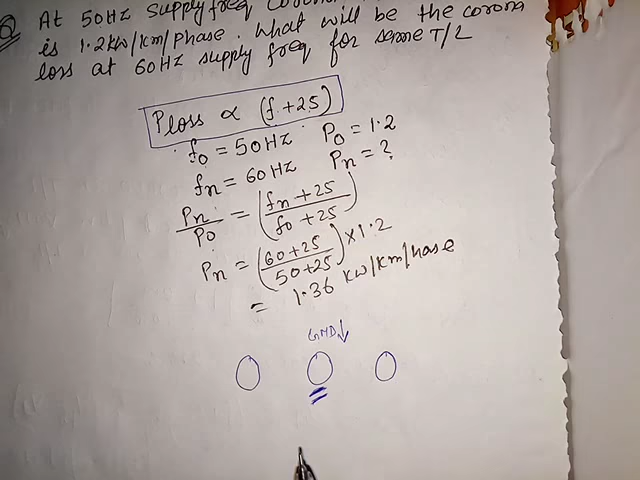 Q At 50Hz supply freq corona
is 1.2kw/km/phase. What will be the corona
loss at 60Hz supply freq for same T/L
Ploss ∝ (f+25)
f0 = 50Hz P0 = 1.2
fn = 60Hz Pn = ?
Pn/P0 = (fn+25/f0+25)
Pn = (60+25/50+25) × 1.2
= 1.36 kw/km/phase
GMD↓